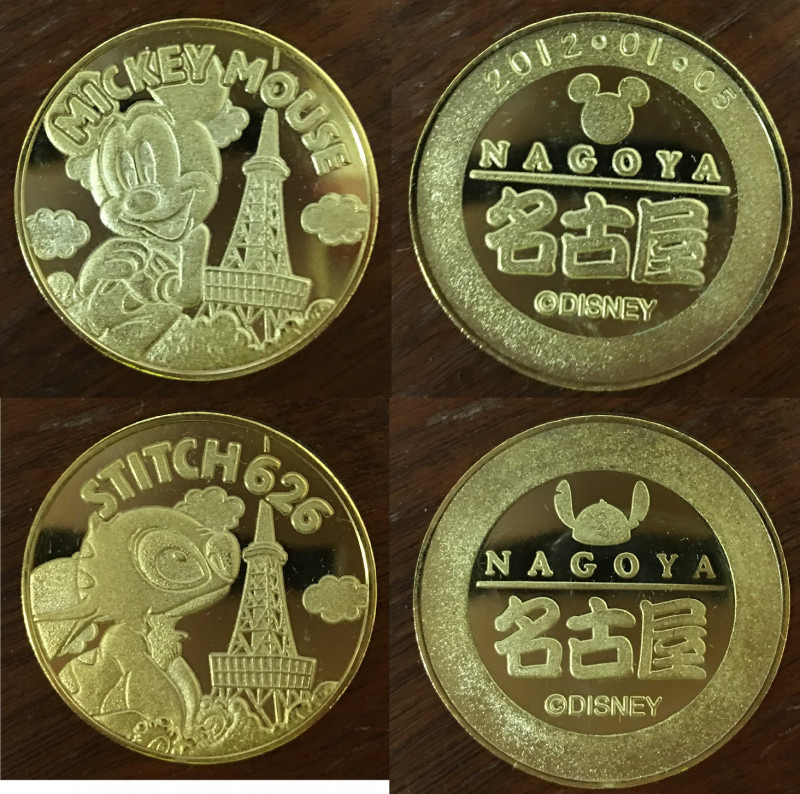 MICKEY MOUSE
2012・01・05
NAGOYA
名古屋
©DISNEY
STITCH 626
NAGOYA
名古屋
©DISNEY